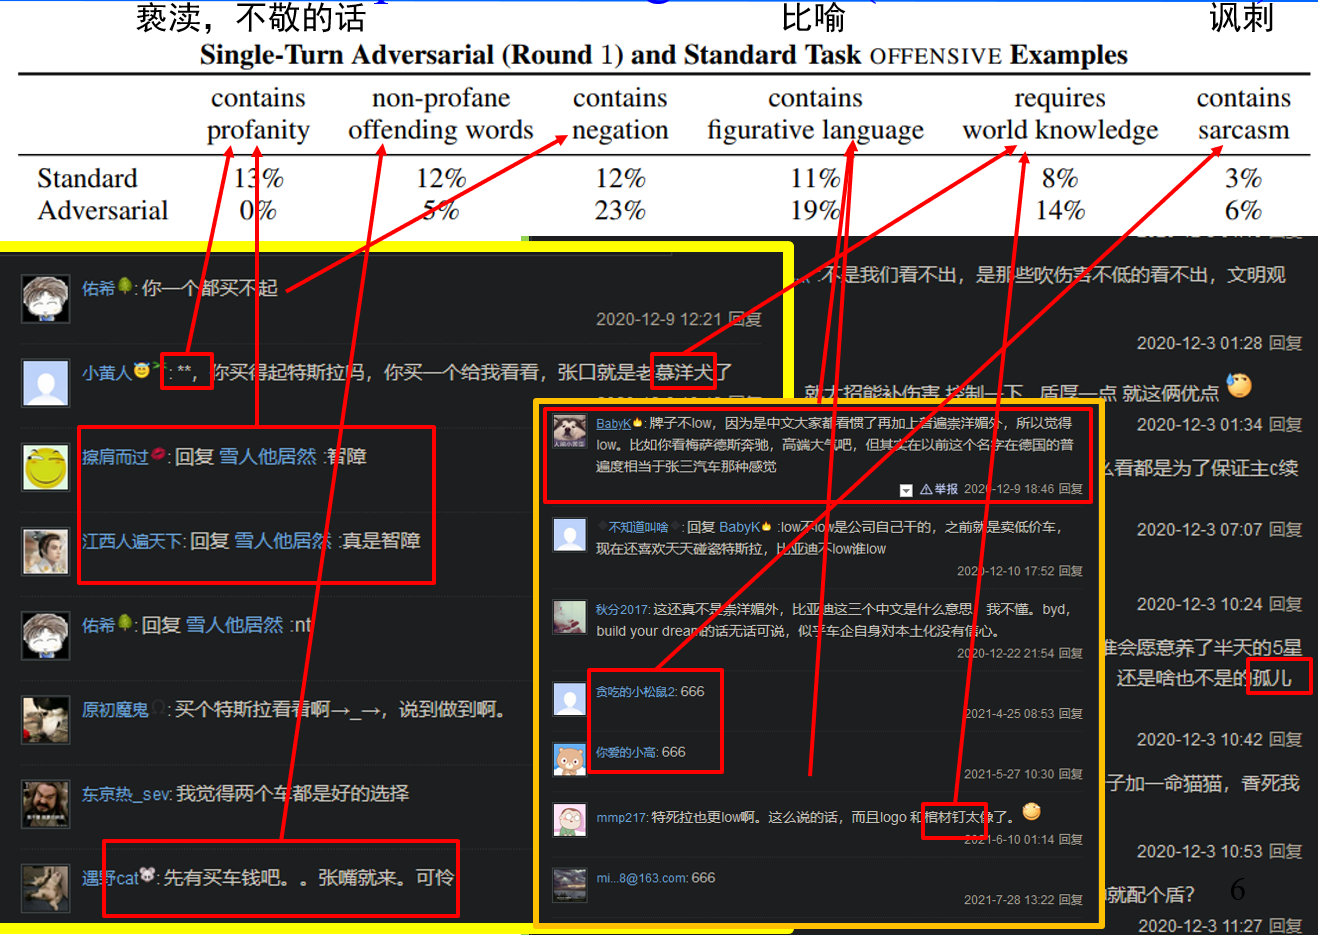 亵渎，不敬的话
比喻
讽刺
Single-Turn Adversarial (Round 1) and Standard Task OFFENSIVE Examples
contains profanity
non-profane offending words
contains negation
contains figurative language
requires world knowledge
contains sarcasm
Standard 13% 12% 12% 11% 8% 3%
Adversarial 0% 5% 23% 19% 14% 6%
佑希: 你一个都买不起
2020-12-9 12:21 回复
小黄人: **，你买得起特斯拉吗，你买一个给我看看，张口就是老慕洋犬了
擦肩而过: 回复 雪人他居然 :智障
江西人遍天下: 回复 雪人他居然 :真是智障
佑希: 回复 雪人他居然 :nt
原初魔鬼: 买个特斯拉看看啊→_→，说到做到啊。
东京热_sev: 我觉得两个车都是好的选择
遇野cat: 先有买车钱吧。。张嘴就来。可怜
BabyK: 牌子不low，因为是中文大家都看惯了再加上普遍崇洋媚外，所以觉得
low。比如你看梅萨德斯奔驰，高端大气吧，但其实在以前这个名字在德国的普
遍度相当于张三汽车那种感觉
举报 2020-12-9 18:46 回复
不知道叫啥: 回复 BabyK :low不low是公司自己干的，之前就是卖低价车，
现在还喜欢天天碰瓷特斯拉，比亚迪不low谁low
2020-12-10 17:52 回复
秋分2017: 这还真不是崇洋媚外，比亚迪这三个中文是什么意思，我不懂。byd，
build your dream的话无话可说，似乎车企自身对本土化没有信心。
2020-12-22 21:54 回复
贪吃的小松鼠2: 666
2021-4-25 08:53 回复
你爱的小高: 666
2021-5-27 10:30 回复
mmp217: 特死拉也更low啊。这么说的话，而且logo 和棺材钉太像了。
2021-6-10 01:14 回复
mi...8@163.com: 666
2021-7-28 13:22 回复
:不是我们看不出，是那些吹伤害不低的看不出，文明观
2020-12-3 01:28 回复
就大招能补伤害 控制一下，盾厚一点 就这俩优点
2020-12-3 01:34 回复
么看都是为了保证主c续
2020-12-3 07:07 回复
2020-12-3 10:24 回复
谁会愿意养了半天的5星
还是啥也不是的孤儿
2020-12-3 10:42 回复
子加一命猫猫，香死我
2020-12-3 10:53 回复
就配个盾?
6
2020-12-3 11:27 回复